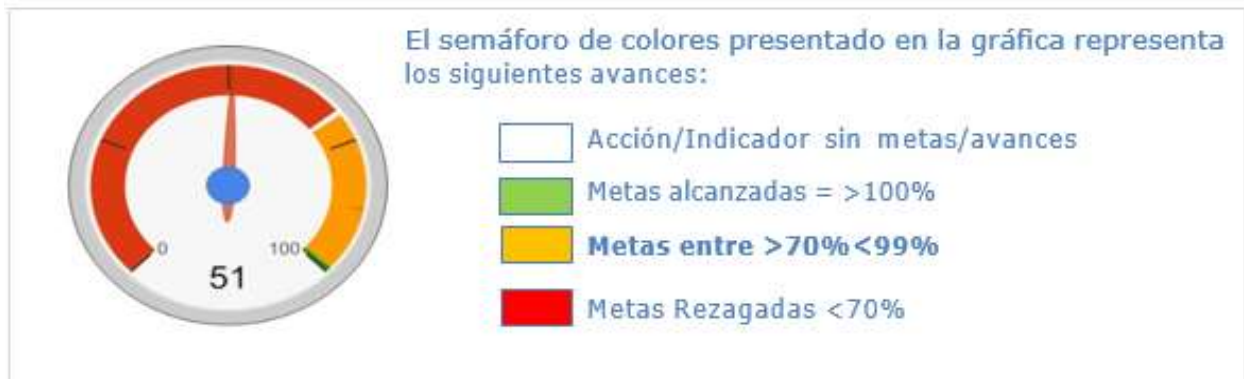 El semáforo de colores presentado en la gráfica representa
los siguientes avances:
Acción/Indicador sin metas/avances
Metas alcanzadas = >100%
Metas entre >70%<99%
Metas Rezagadas <70%
0
100
51